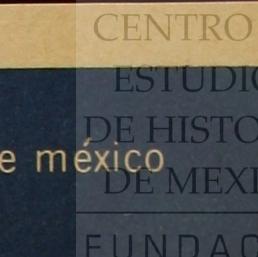 CENTRO
ESTUDIO
DE HISTO
e méxico
DE MEXI
FUNDAC